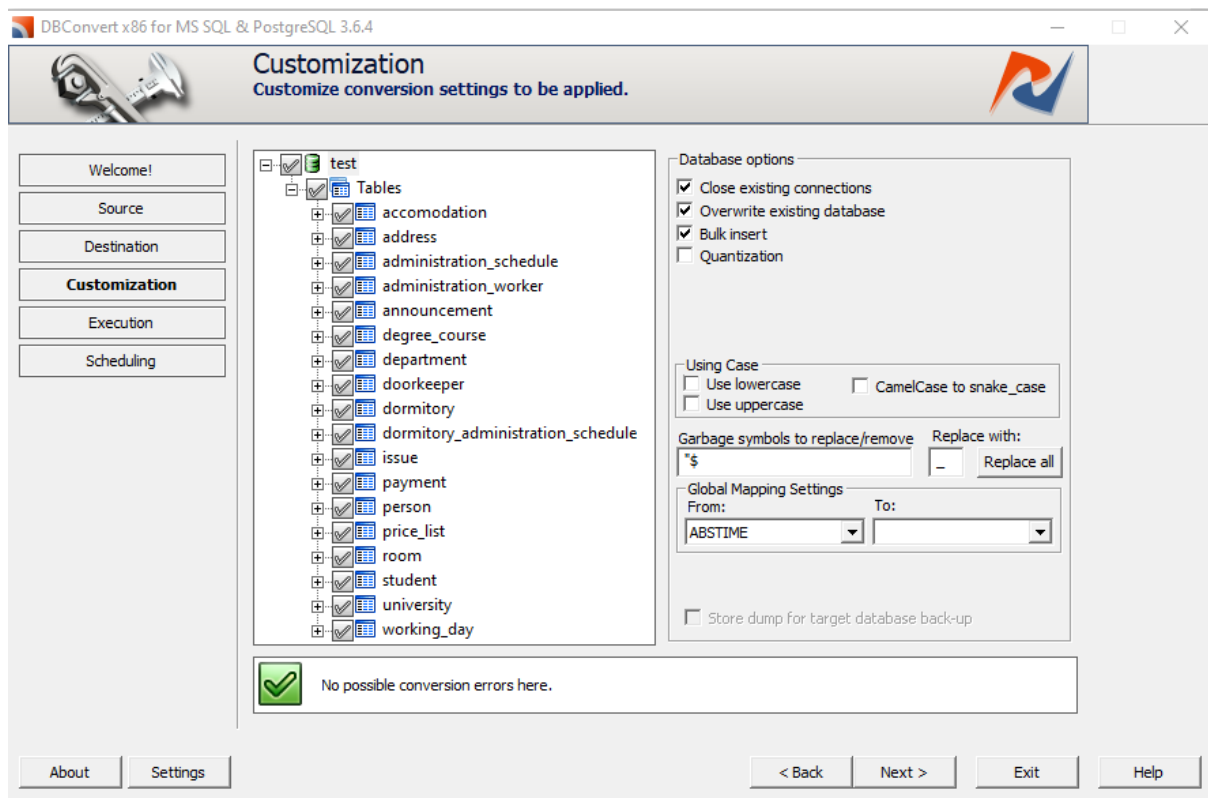 DBConvert x86 for MS SQL & PostgreSQL 3.6.4
Customization
Customize conversion settings to be applied.
Welcome!
Source
Destination
Customization
Execution
Scheduling
test
Tables
accomodation
address
administration_schedule
administration_worker
announcement
degree_course
department
doorkeeper
dormitory
dormitory_administration_schedule
issue
payment
person
price_list
room
student
university
working_day
Database options
Close existing connections
Overwrite existing database
Bulk insert
Quantization
Using Case
Use lowercase
CamelCase to snake_case
Use uppercase
Garbage symbols to replace/remove
Replace with:
"$
_
Replace all
Global Mapping Settings
From:
To:
ABSTIME
Store dump for target database back-up
No possible conversion errors here.
About
Settings
< Back
Next >
Exit
Help